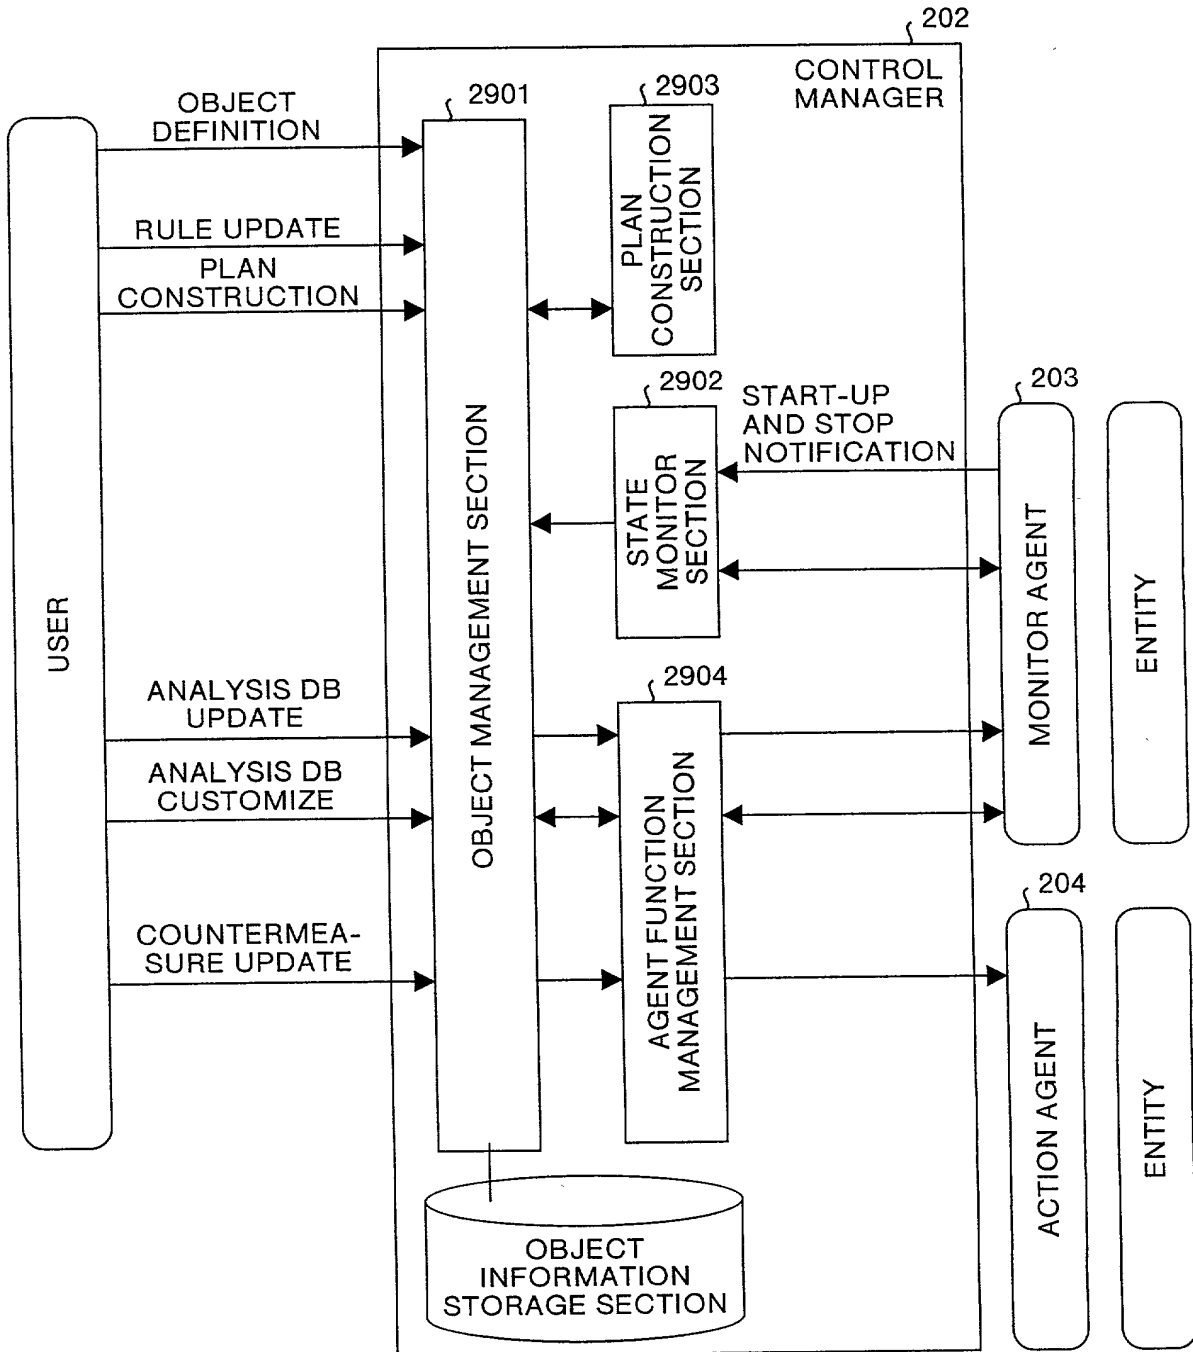 202
CONTROL
MANAGER
2901
2903
OBJECT
DEFINITION
RULE UPDATE
PLAN
CONSTRUCTION
PLAN
CONSTRUCTION
SECTION
2902
START-UP
AND STOP
NOTIFICATION
203
STATE
MONITOR
SECTION
OBJECT MANAGEMENT SECTION
USER
MONITOR AGENT
ENTITY
ANALYSIS DB
UPDATE
2904
ANALYSIS DB
CUSTOMIZE
AGENT FUNCTION
MANAGEMENT SECTION
204
COUNTERMEA-
SURE UPDATE
ACTION AGENT
ENTITY
OBJECT
INFORMATION
STORAGE SECTION